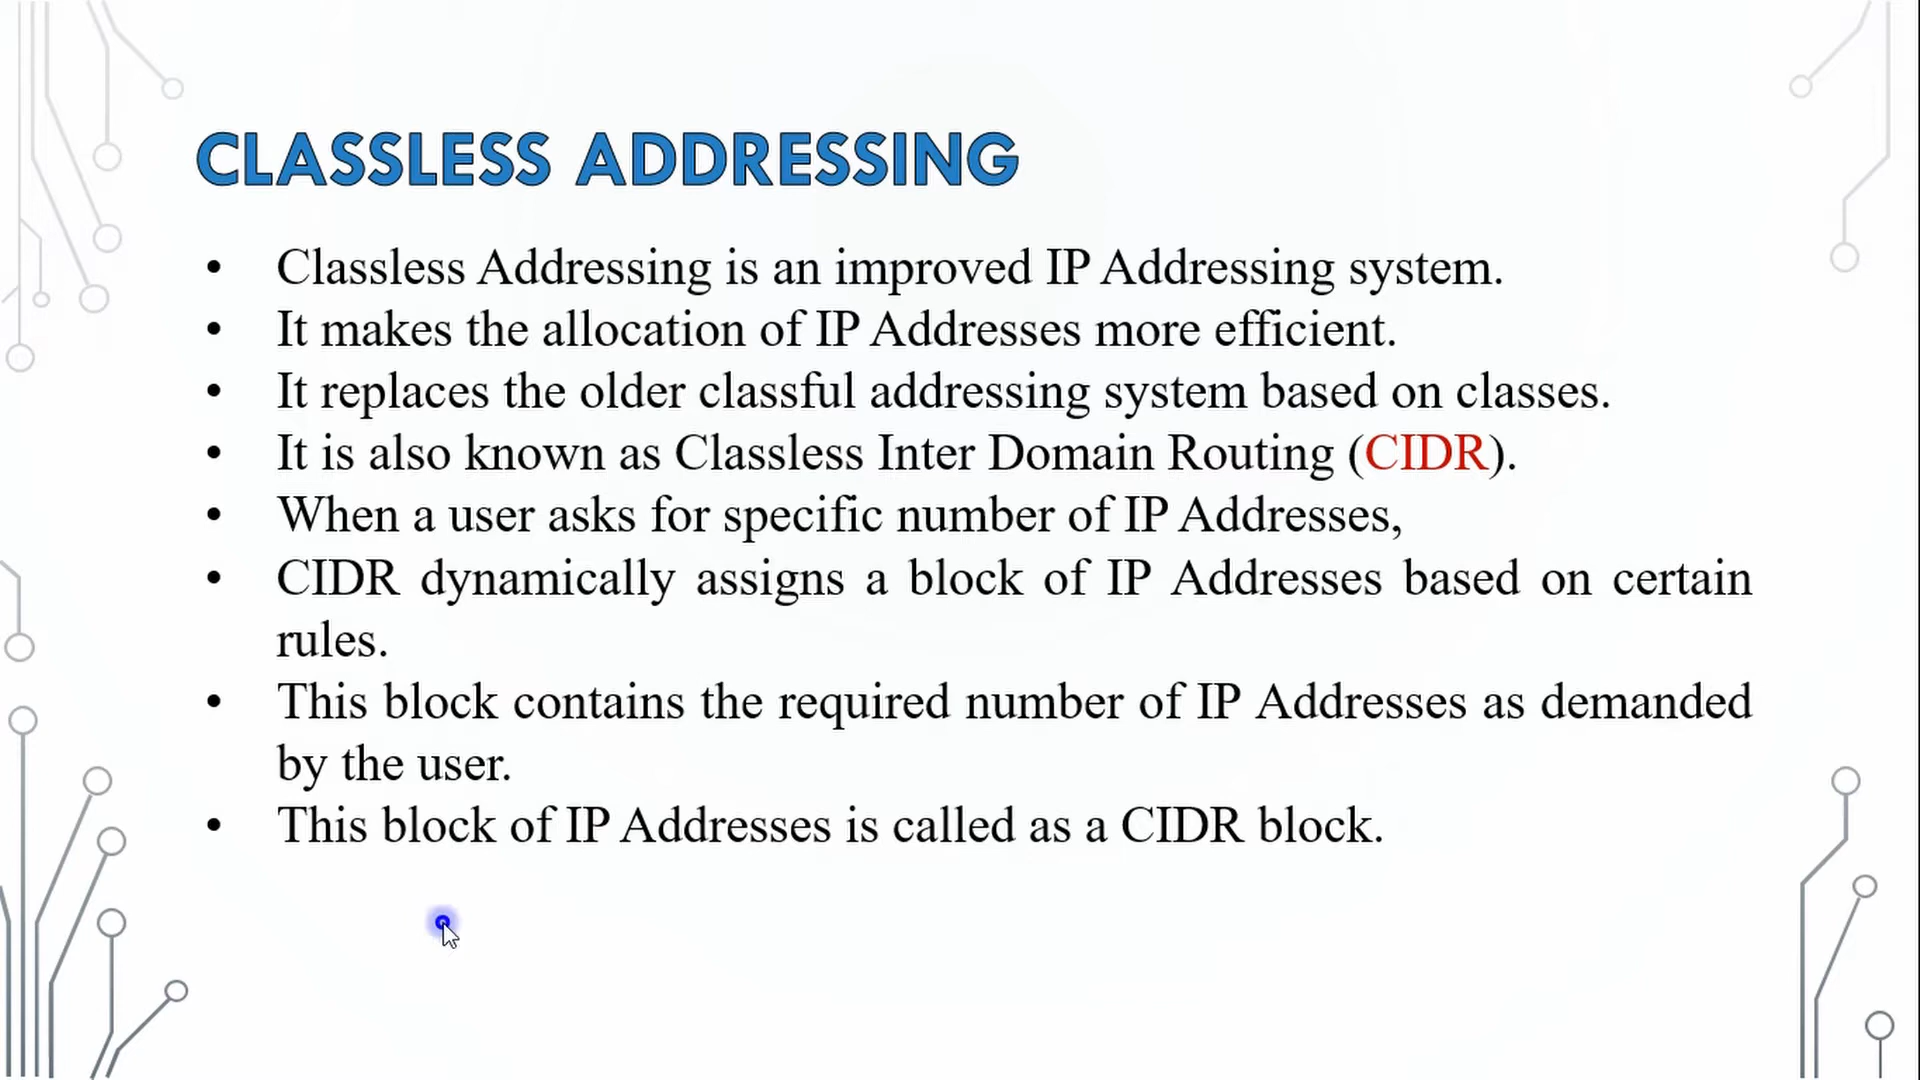 CLASSLESS ADDRESSING
• Classless Addressing is an improved IP Addressing system.
• It makes the allocation of IP Addresses more efficient.
• It replaces the older classful addressing system based on classes.
• It is also known as Classless Inter Domain Routing (CIDR).
• When a user asks for specific number of IP Addresses,
• CIDR dynamically assigns a block of IP Addresses based on certain
rules.
• This block contains the required number of IP Addresses as demanded
by the user.
• This block of IP Addresses is called as a CIDR block.